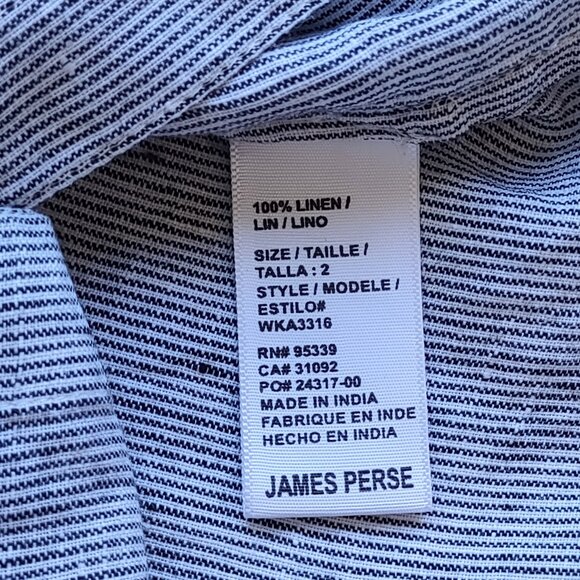 100% LINEN /
LIN / LINO
SIZE / TAILLE /
TALLA : 2
STYLE / MODELE /
ESTILO#
WKA3316
RN# 95339
CA# 31092
PO# 24317-00
MADE IN INDIA
FABRIQUE EN INDE
HECHO EN INDIA
JAMES PERSE